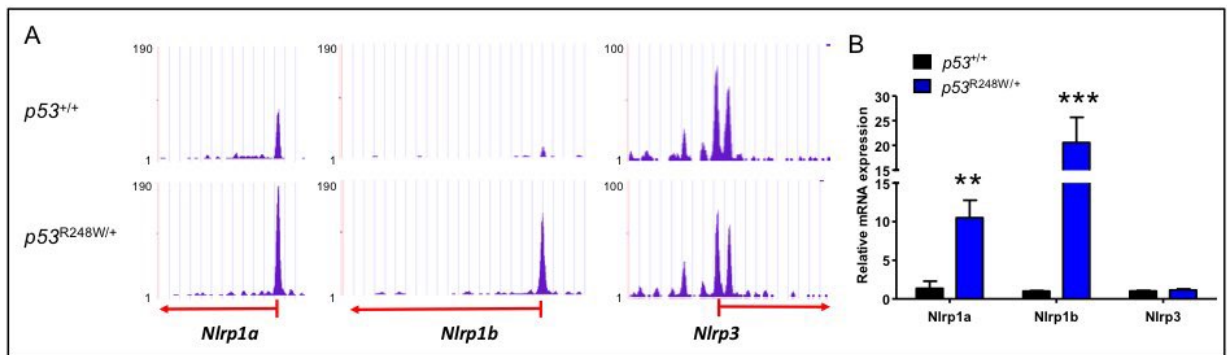 A
190
190
100
p53+/+
1
1
1
190
190
100
p53R248W/+
1
1
1
Nlrp1a
Nlrp1b
Nlrp3
B
p53+/+
p53R248W/+
Relative mRNA expression
30
25
20
15
15
10
5
0
**
***
Nlrp1a
Nlrp1b
Nlrp3